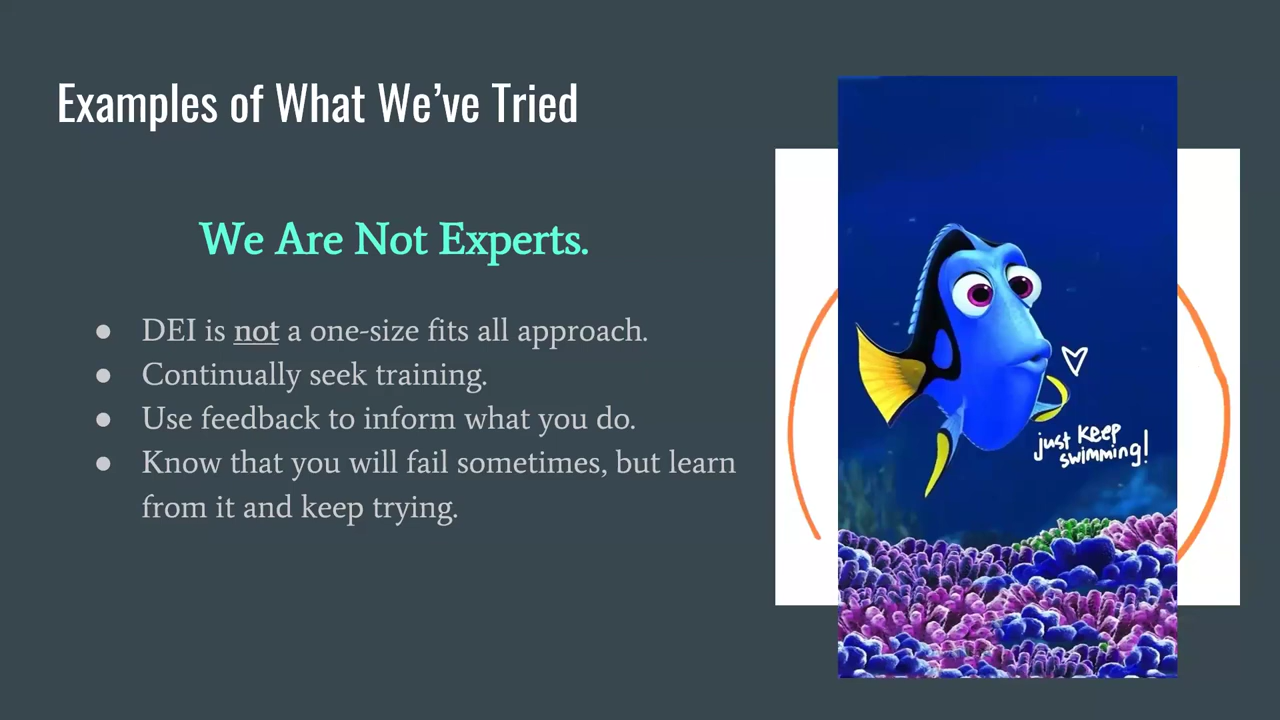 Examples of What We've Tried
We Are Not Experts.
● DEI is not a one-size fits all approach.
● Continually seek training.
● Use feedback to inform what you do.
● Know that you will fail sometimes, but learn
from it and keep trying.
just keep
swimming!